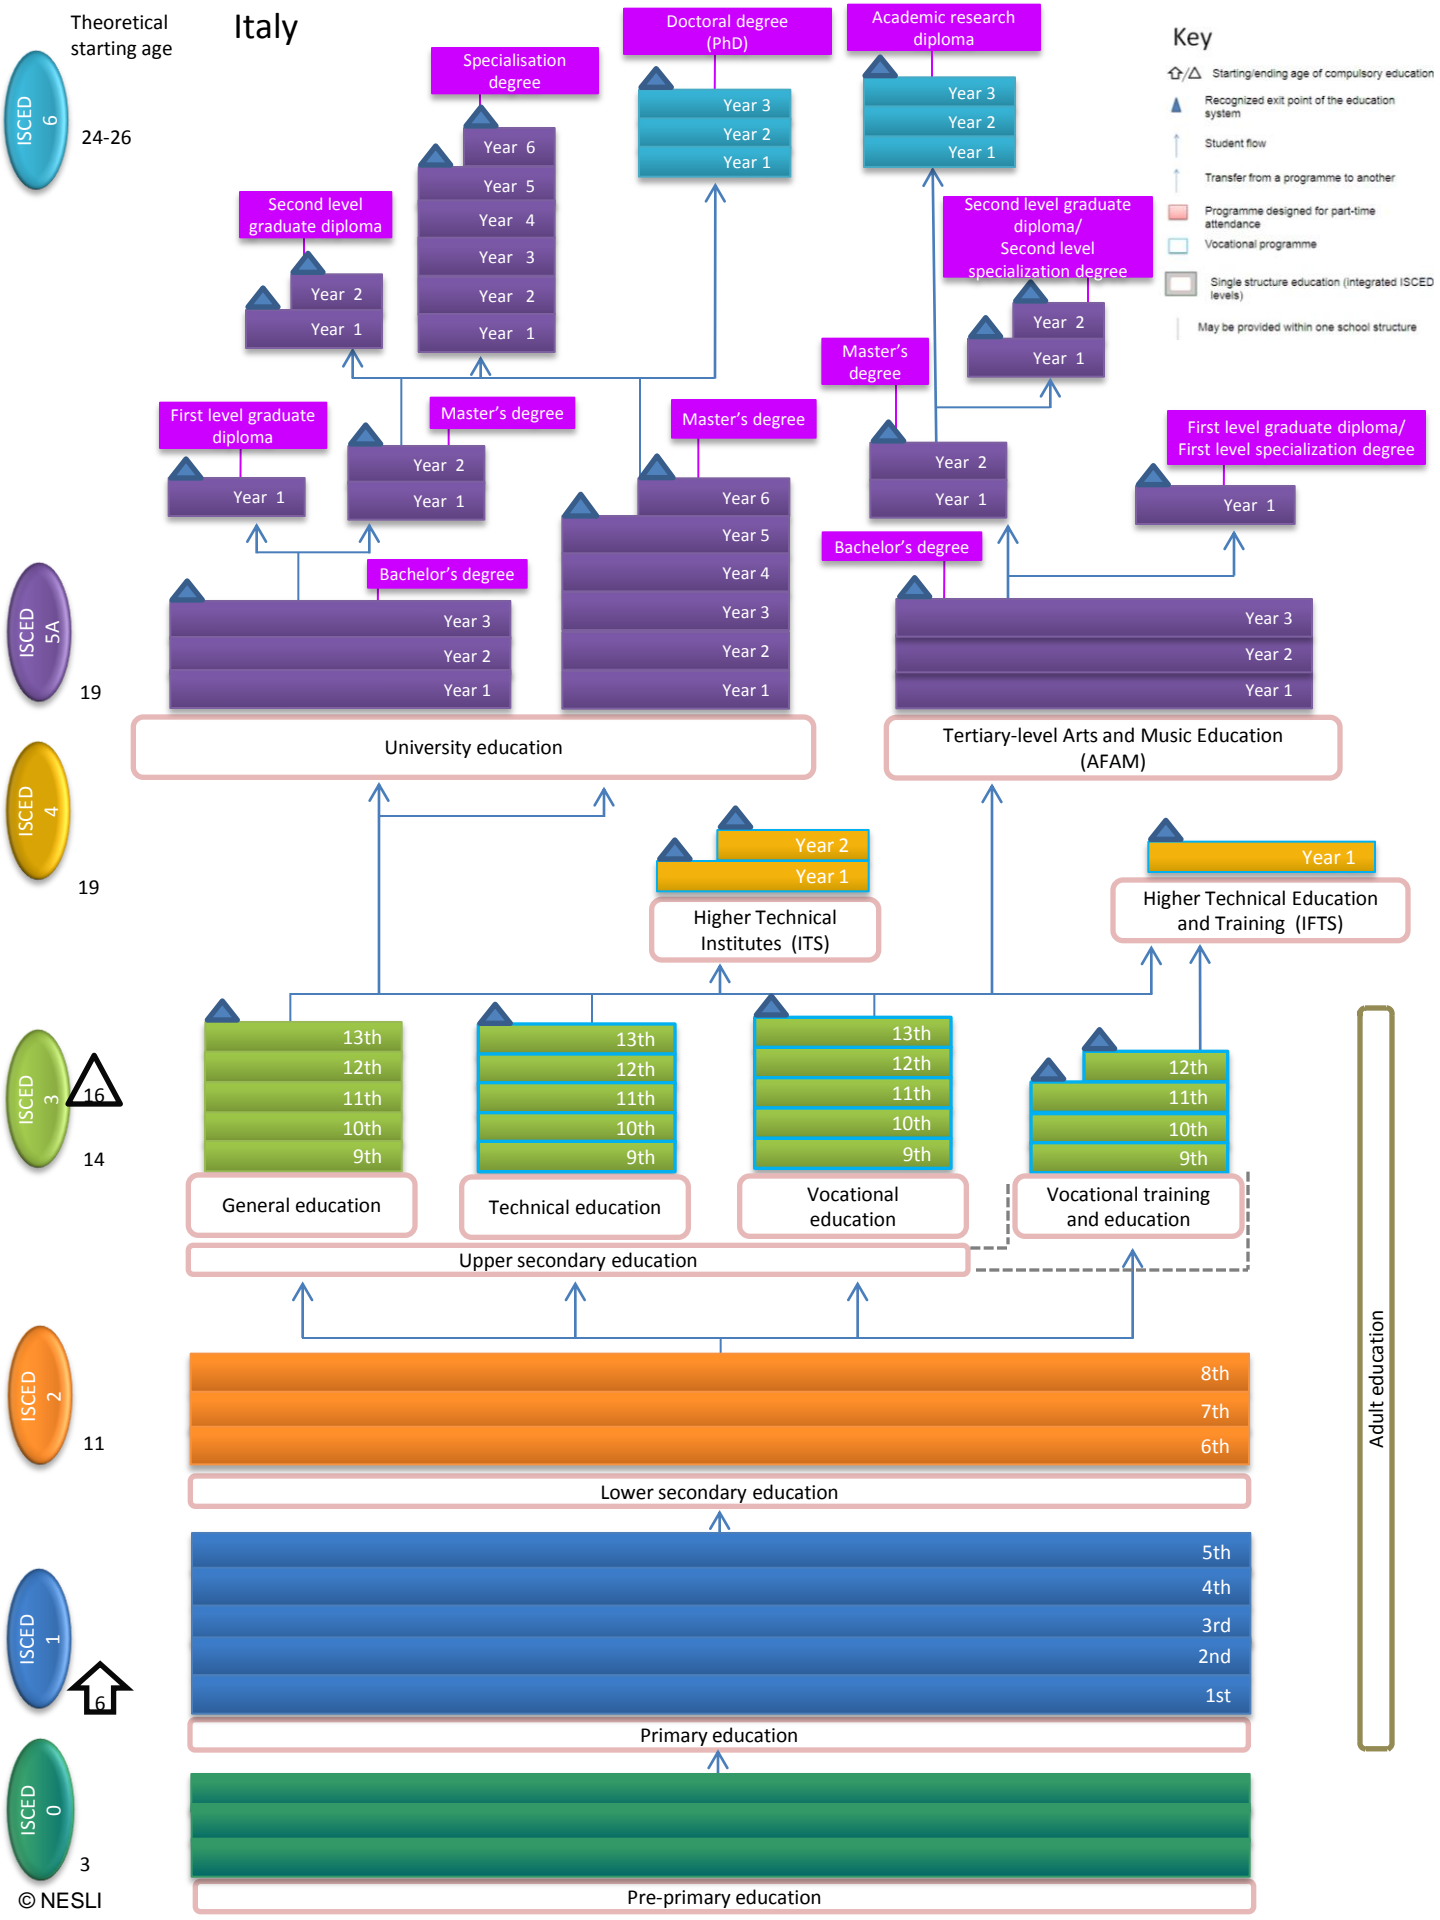 Theoretical
starting age
Italy
Doctoral degree
(PhD)
Academic research
diploma
Key
Starting/ending age of compulsory education
Recognized exit point of the education
system
Student flow
Transfer from a programme to another
Programme designed for part-time
attendance
Vocational programme
Single structure education (integrated ISCED
levels)
May be provided within one school structure
ISCED
6
24-26
Specialisation
degree
Year 6
Year 5
Year 4
Year 3
Year 2
Year 1
Year 3
Year 2
Year 1
Year 3
Year 2
Year 1
Second level
graduate diploma
Year 2
Year 1
Second level graduate
diploma/
Second level
specialization degree
Year 2
Year 1
First level graduate
diploma
Year 1
Master's degree
Year 2
Year 1
Master's degree
Year 6
Year 5
Year 4
Year 3
Year 2
Year 1
Master's
degree
Year 2
Year 1
First level graduate diploma/
First level specialization degree
Year 1
ISCED
5A
19
Bachelor's degree
Year 3
Year 2
Year 1
Bachelor's degree
Year 3
Year 2
Year 1
University education
Tertiary-level Arts and Music Education
(AFAM)
ISCED
4
19
Year 2
Year 1
Higher Technical
Institutes (ITS)
Year 1
Higher Technical Education
and Training (IFTS)
ISCED
3
16
14
13th
12th
11th
10th
9th
General education
13th
12th
11th
10th
9th
Technical education
13th
12th
11th
10th
9th
Vocational
education
12th
11th
10th
9th
Vocational training
and education
Upper secondary education
Adult education
ISCED
2
11
8th
7th
6th
Lower secondary education
ISCED
1
6
5th
4th
3rd
2nd
1st
Primary education
ISCED
0
3
Pre-primary education
© NESLI